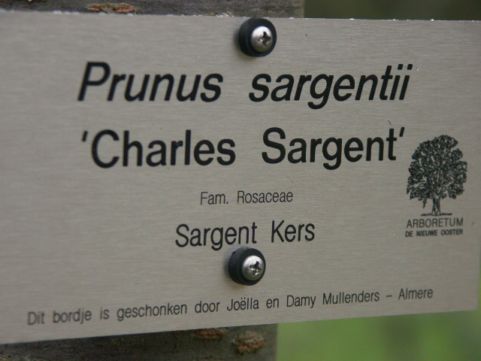 Prunus sargentii
'Charles Sargent'
Fam. Rosaceae
Sargent Kers
ARBORETUM
DE NIEUWE OOSTER
Dit bordje is geschonken door Joëlla en Damy Mullenders – Almere